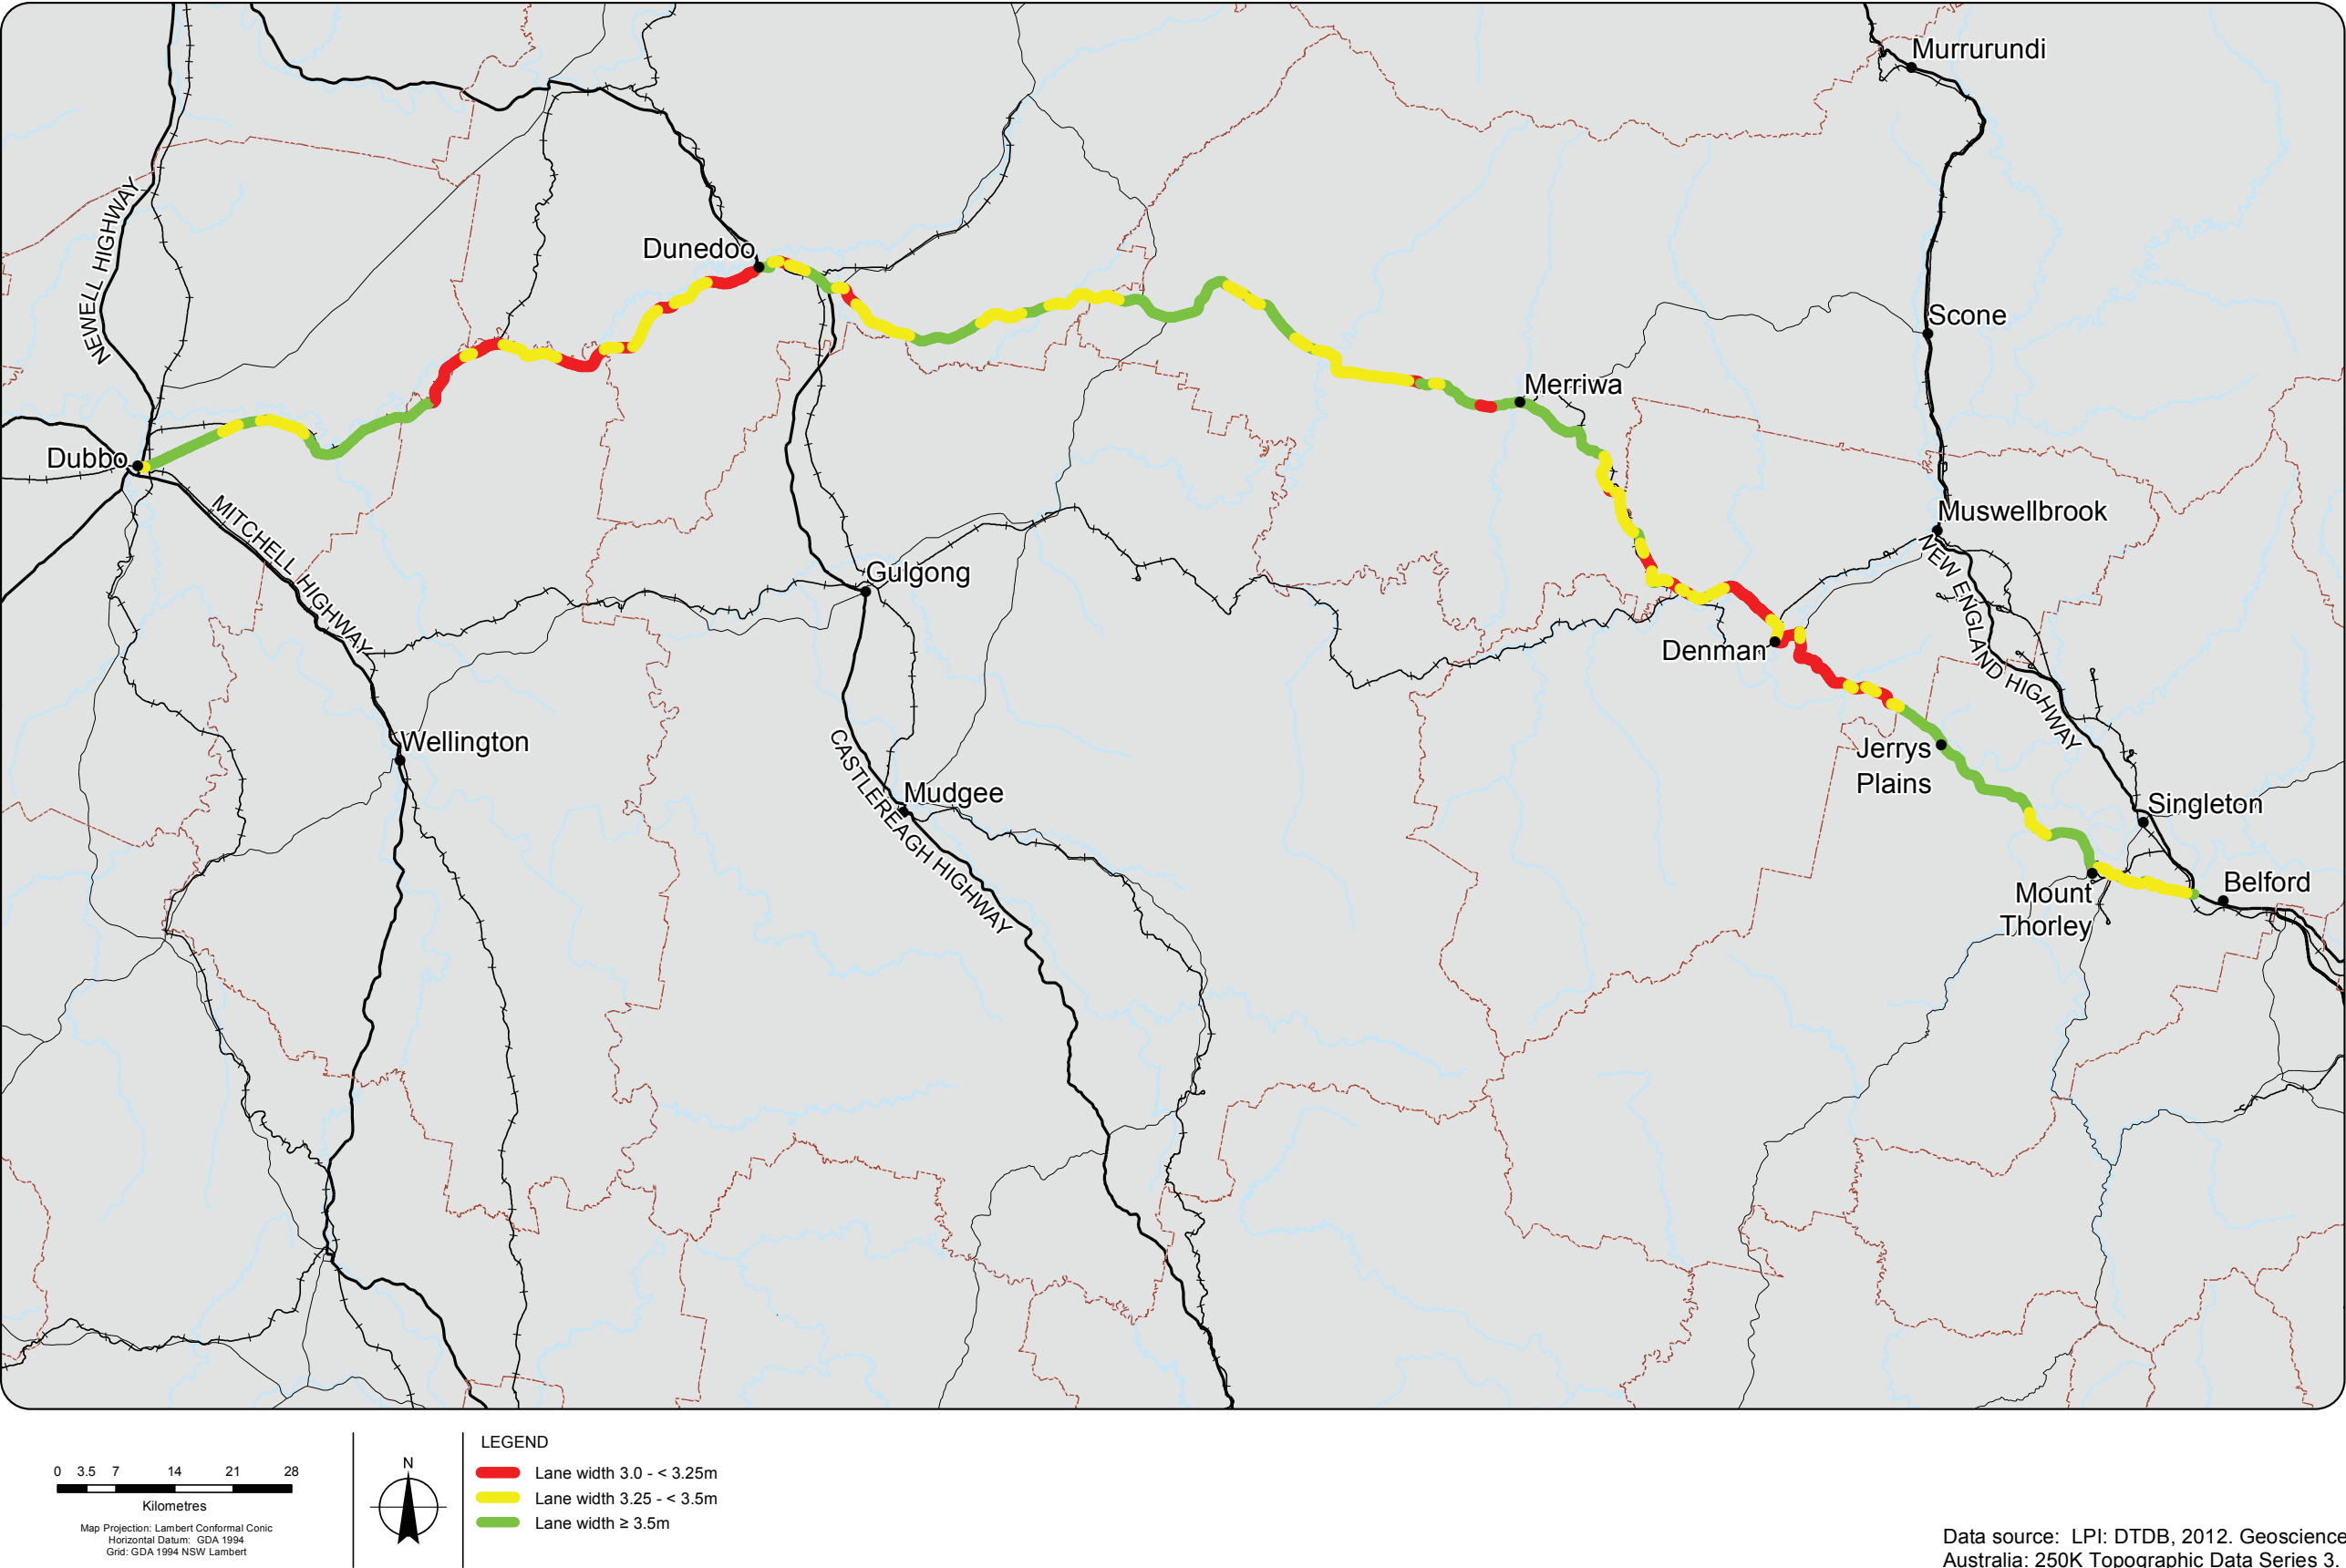 Murrurundi
NEWELL HIGHWAY
Dunedoo
Scone
Merriwa
Dubbo
MITCHELL HIGHWAY
Muswellbrook
NEW ENGLAND HIGHWAY
Gulgong
Denman
Wellington
CASTLEREAGH HIGHWAY
Mudgee
Jerrys
Plains
Singleton
Belford
Mount
Thorley
0 3.5 7 14 21 28
Kilometres
Map Projection: Lambert Conformal Conic
Horizontal Datum: GDA 1994
Grid: GDA 1994 NSW Lambert
N
LEGEND
Lane width 3.0 - < 3.25m
Lane width 3.25 - < 3.5m
Lane width ≥ 3.5m
Data source: LPI: DTDB, 2012. Geoscience
Australia: 250K Topographic Data Series 3.